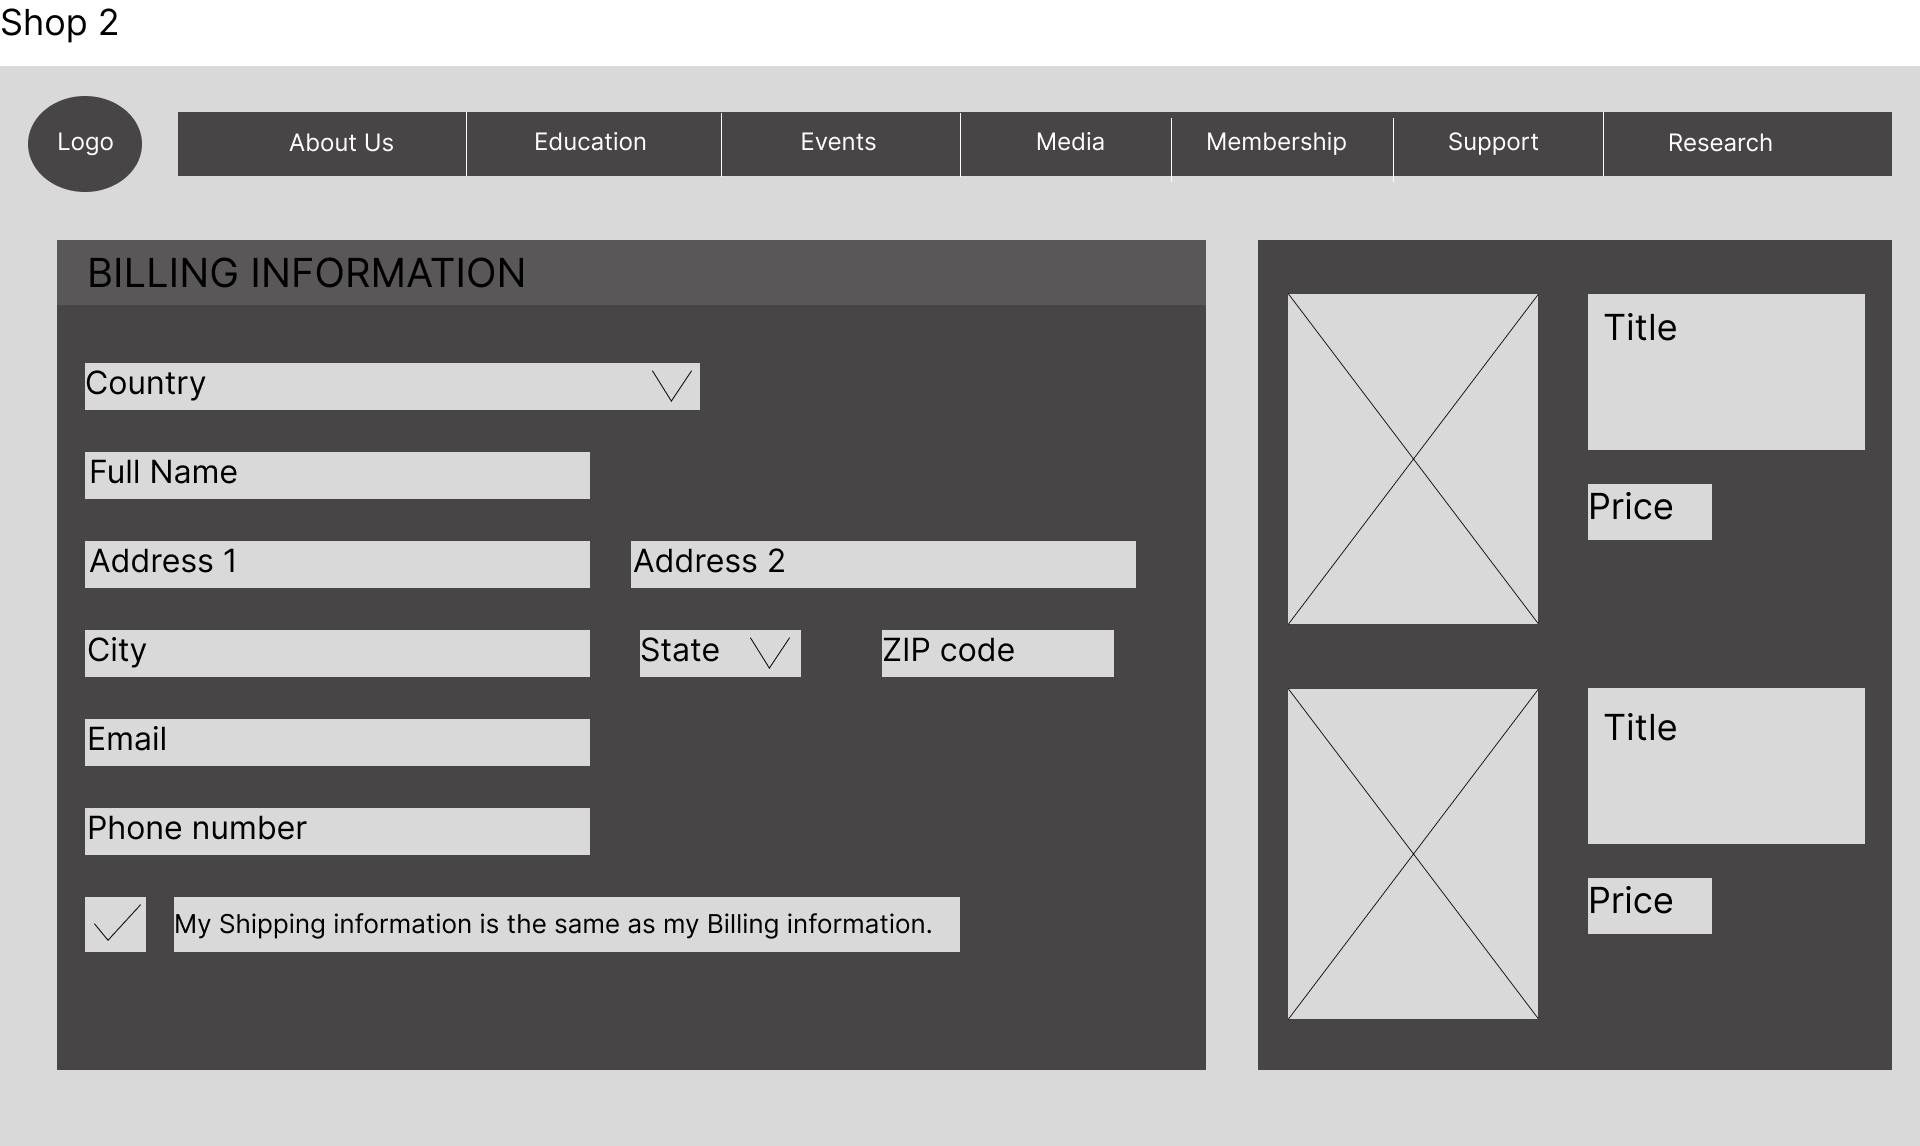 Shop 2
Logo
About Us
Education
Events
Media
Membership
Support
Research
BILLING INFORMATION
Country
Full Name
Address 1
Address 2
City
State
ZIP code
Email
Phone number
My Shipping information is the same as my Billing information.
Title
Price
Title
Price